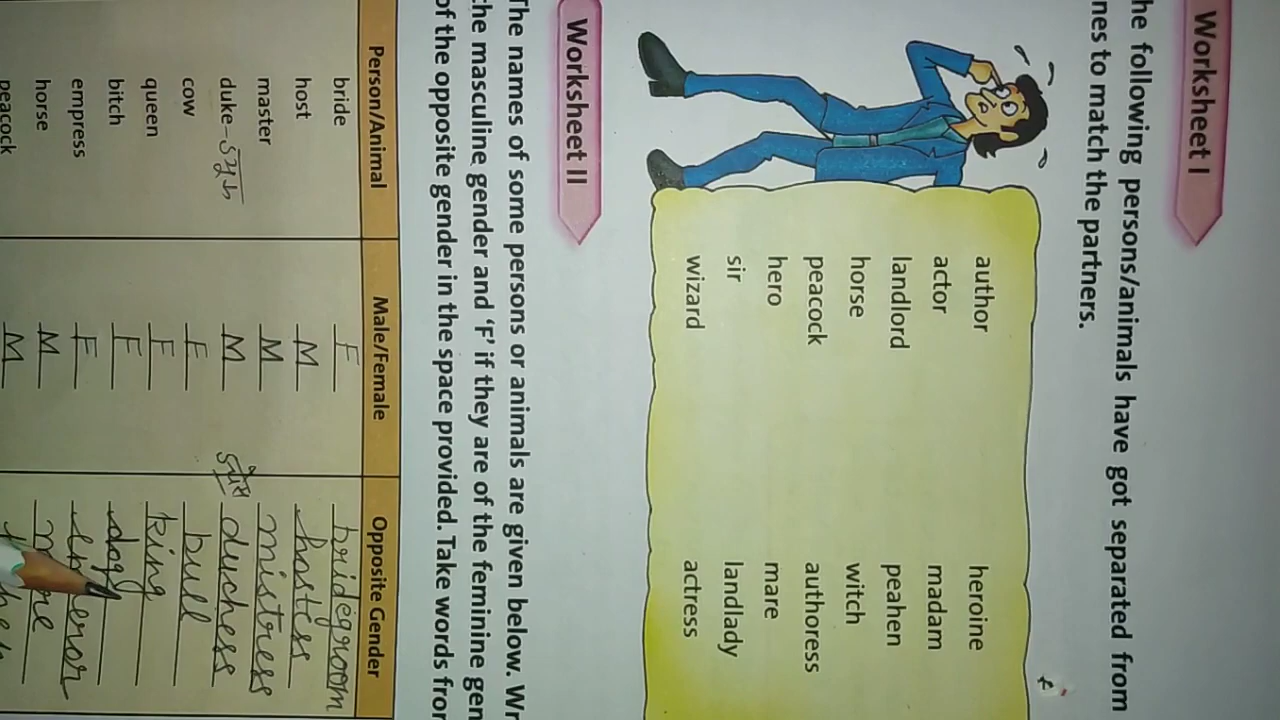 Worksheet I
he following persons/animals have got separated from
nes to match the partners.
author heroine
actor madam
landlord peahen
horse witch
peacock authoress
hero mare
sir landlady
wizard actress
Worksheet II
The names of some persons or animals are given below. Wr
the masculine gender and ‘F’ if they are of the feminine gen
of the opposite gender in the space provided. Take words from
Person/Animal Male/Female Opposite Gender
bride F bridegroom
host M hostess
master M mistress
duke- M duchess
cow F bull
queen F king
bitch F dog
empress F
horse M
peacock M